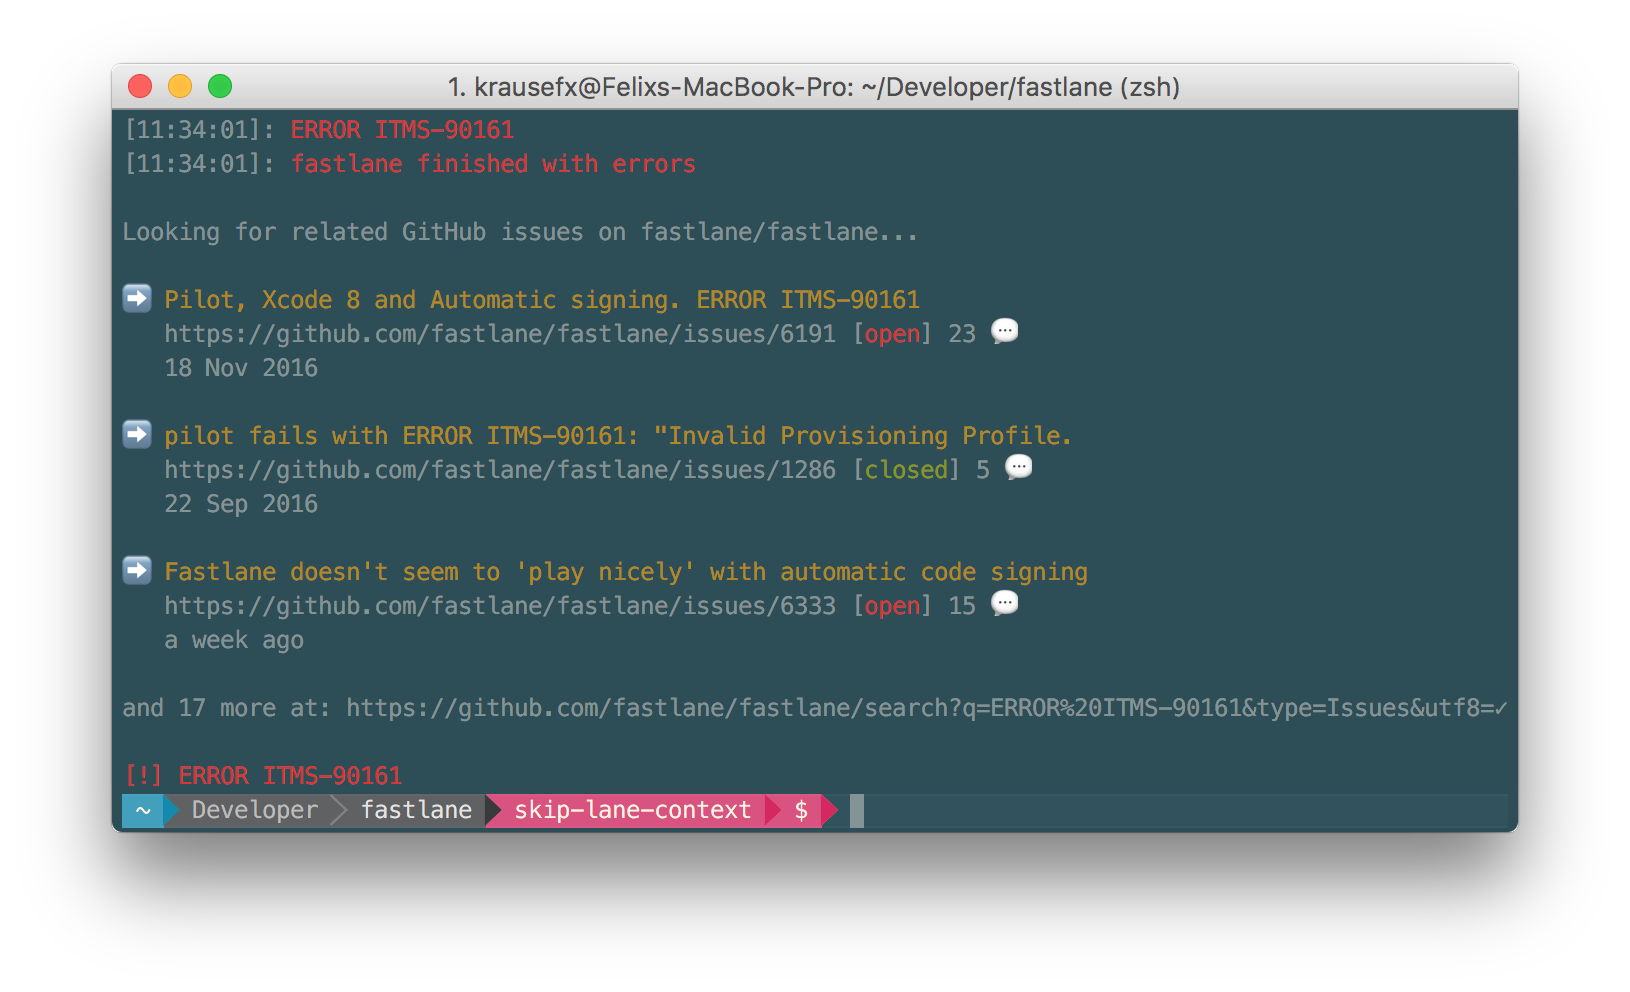 1. krausefx@Felixs-MacBook-Pro: ~/Developer/fastlane (zsh)
[11:34:01]: ERROR ITMS-90161
[11:34:01]: fastlane finished with errors
Looking for related GitHub issues on fastlane/fastlane...
➡️ Pilot, Xcode 8 and Automatic signing. ERROR ITMS-90161
https://github.com/fastlane/fastlane/issues/6191 [open] 23 💬
18 Nov 2016
➡️ pilot fails with ERROR ITMS-90161: "Invalid Provisioning Profile.
https://github.com/fastlane/fastlane/issues/1286 [closed] 5 💬
22 Sep 2016
➡️ Fastlane doesn't seem to 'play nicely' with automatic code signing
https://github.com/fastlane/fastlane/issues/6333 [open] 15 💬
a week ago
and 17 more at: https://github.com/fastlane/fastlane/search?q=ERROR%20ITMS-90161&type=Issues&utf8=✓
[!] ERROR ITMS-90161
~ Developer fastlane skip-lane-context $